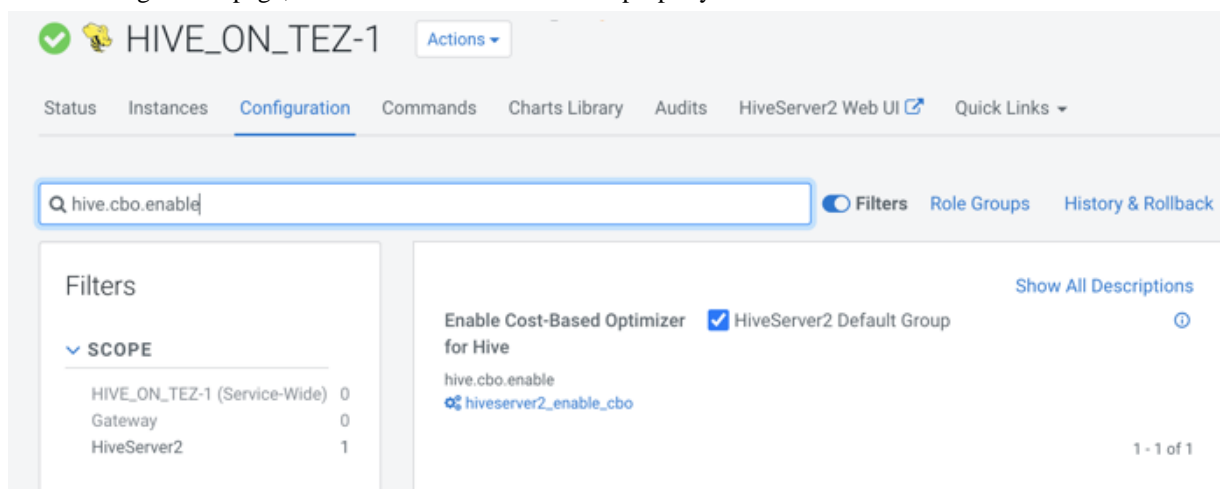 HIVE_ON_TEZ-1 Actions
Status Instances Configuration Commands Charts Library Audits HiveServer2 Web UI Quick Links
hive.cbo.enable Filters Role Groups History & Rollback
Filters
SCOPE
HIVE_ON_TEZ-1 (Service-Wide) 0
Gateway 0
HiveServer2 1
Show All Descriptions
Enable Cost-Based Optimizer HiveServer2 Default Group
for Hive
hive.cbo.enable
hiveserver2_enable_cbo
1 - 1 of 1